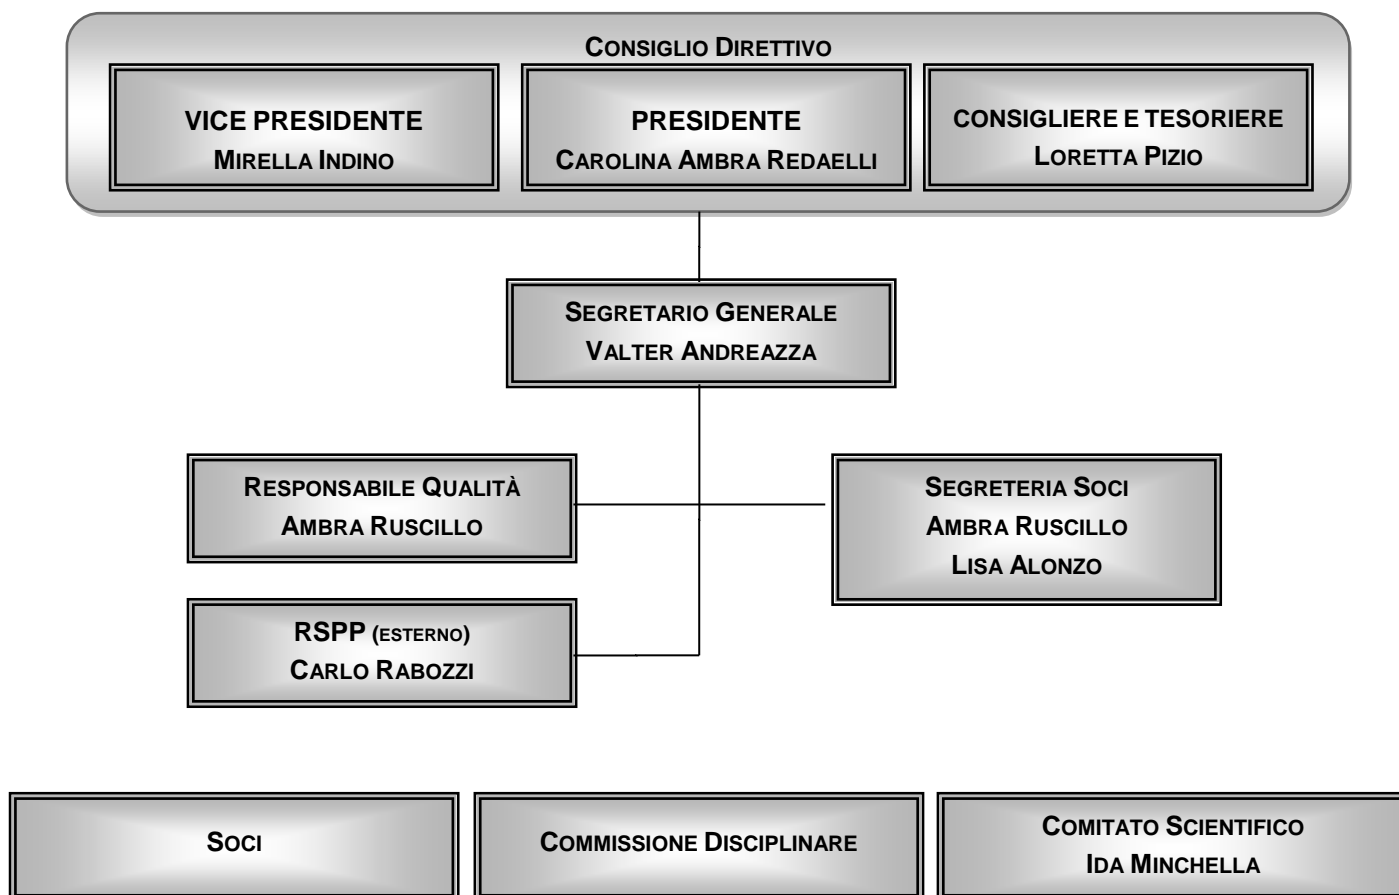 CONSIGLIO DIRETTIVO
VICE PRESIDENTE
MIRELLA INDINO
PRESIDENTE
CAROLINA AMBRA REDAELLI
CONSIGLIERE E TESORIERE
LORETTA PIZIO
SEGRETARIO GENERALE
VALTER ANDREAZZA
RESPONSABILE QUALITÀ
AMBRA RUSCILLO
SEGRETERIA SOCI
AMBRA RUSCILLO
LISA ALONZO
RSPP (ESTERNO)
CARLO RABOZZI
SOCI
COMMISSIONE DISCIPLINARE
COMITATO SCIENTIFICO
IDA MINCHELLA